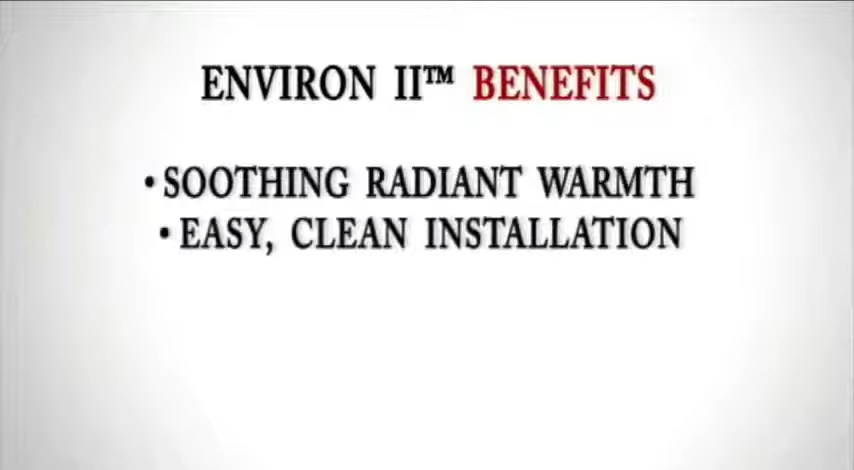 ENVIRON II™ BENEFITS
• SOOTHING RADIANT WARMTH
• EASY, CLEAN INSTALLATION